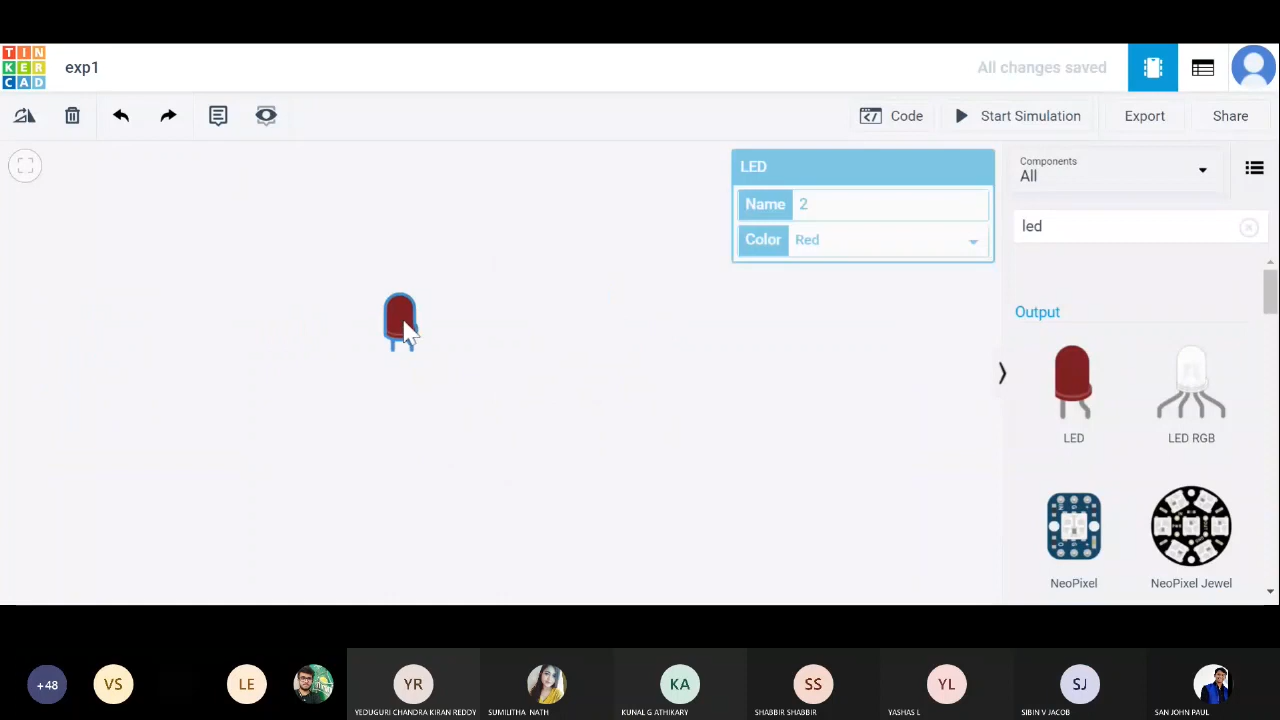 TIN
KER
CAD
exp1
All changes saved
Code
Start Simulation
Export
Share
LED
Name 2
Color Red
Components
All
led
Output
LED
LED RGB
NeoPixel
NeoPixel Jewel
+48
VS
LE
YR
KA
SS
YL
SJ
YEDUGURI CHANDRA KIRAN REDDY
SUMILITHA NATH
KUNAL G ATHIKARY
SHABBIR SHABBIR
YASHAS L
SIBIN V JACOB
SAN JOHN PAUL